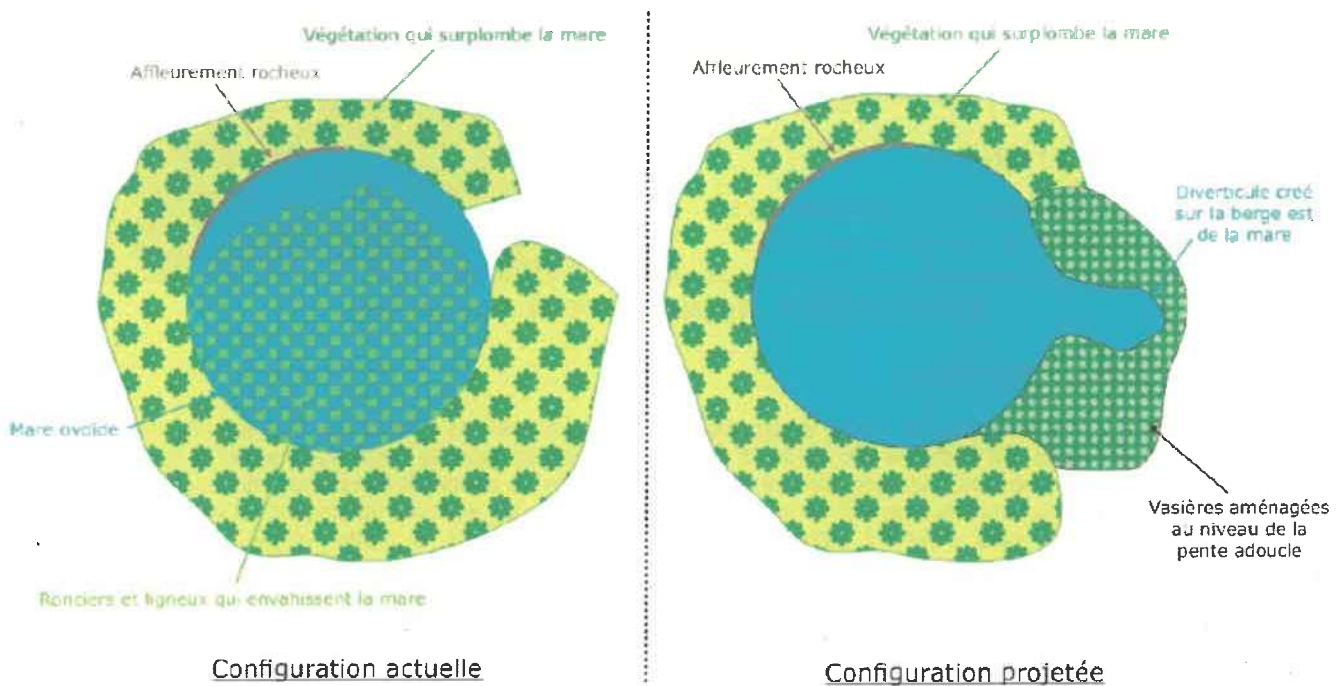 Végétation qui surplombe la mare
Affleurement rocheux
Mare ovoïde
Ronciers et ligneux qui envahissent la mare
Configuration actuelle
Végétation qui surplombe la mare
Affleurement rocheux
Diverticule créé
sur la berge est
de la mare
Vasières aménagées
au niveau de la
pente adoucie
Configuration projetée